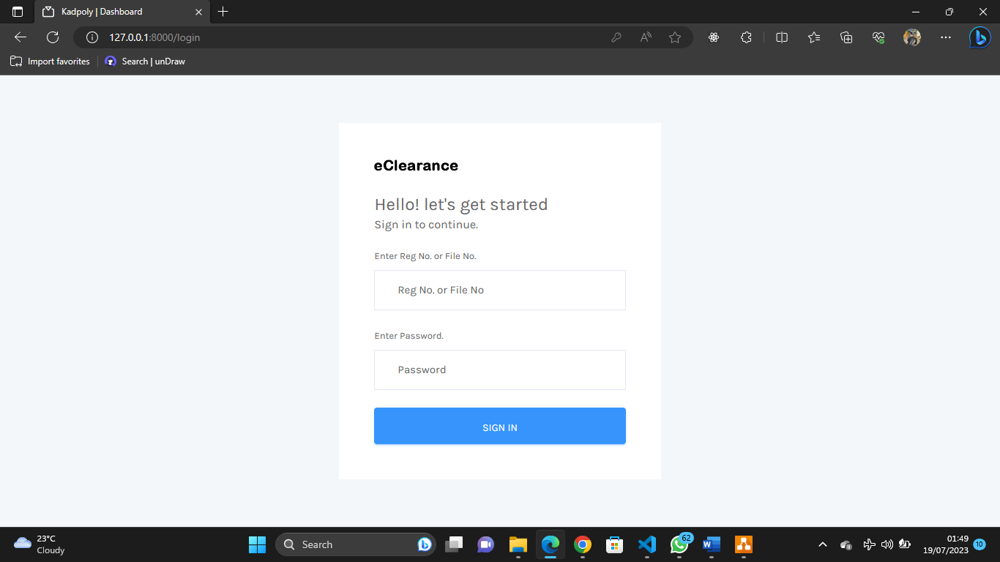 Kadpoly | Dashboard
127.0.0.1:8000/login
Import favorites
Search | unDraw
eClearance
Hello! let's get started
Sign in to continue.
Enter Reg No. or File No.
Reg No. or File No
Enter Password.
Password
SIGN IN
23°C
Cloudy
Search
62
01:49
19/07/2023
10